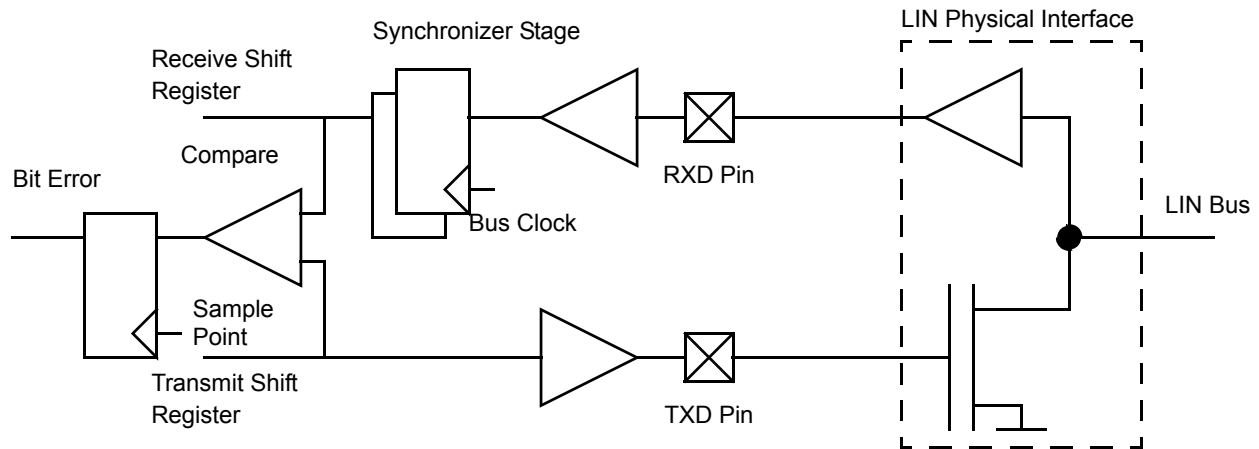 LIN Physical Interface
Synchronizer Stage
Receive Shift
Register
Compare
RXD Pin
Bit Error
Bus Clock
LIN Bus
Sample
Point
Transmit Shift
Register
TXD Pin